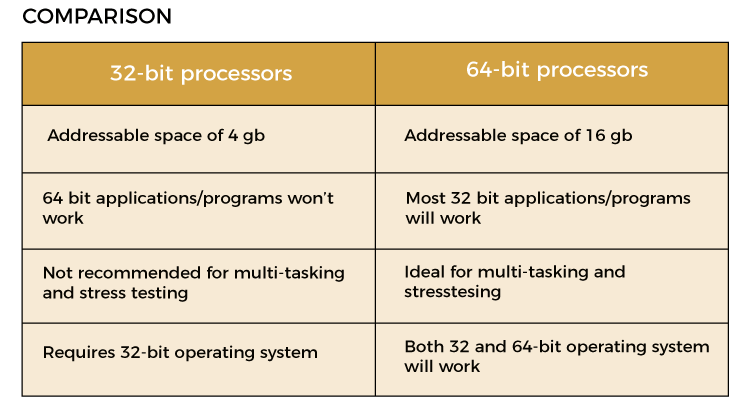 COMPARISON
32-bit processors
64-bit processors
Addressable space of 4 gb
Addressable space of 16 gb
64 bit applications/programs won't
work
Most 32 bit applications/programs
will work
Not recommended for multi-tasking
and stress testing
Ideal for multi-tasking and
stresstesing
Requires 32-bit operating system
Both 32 and 64-bit operating system
will work